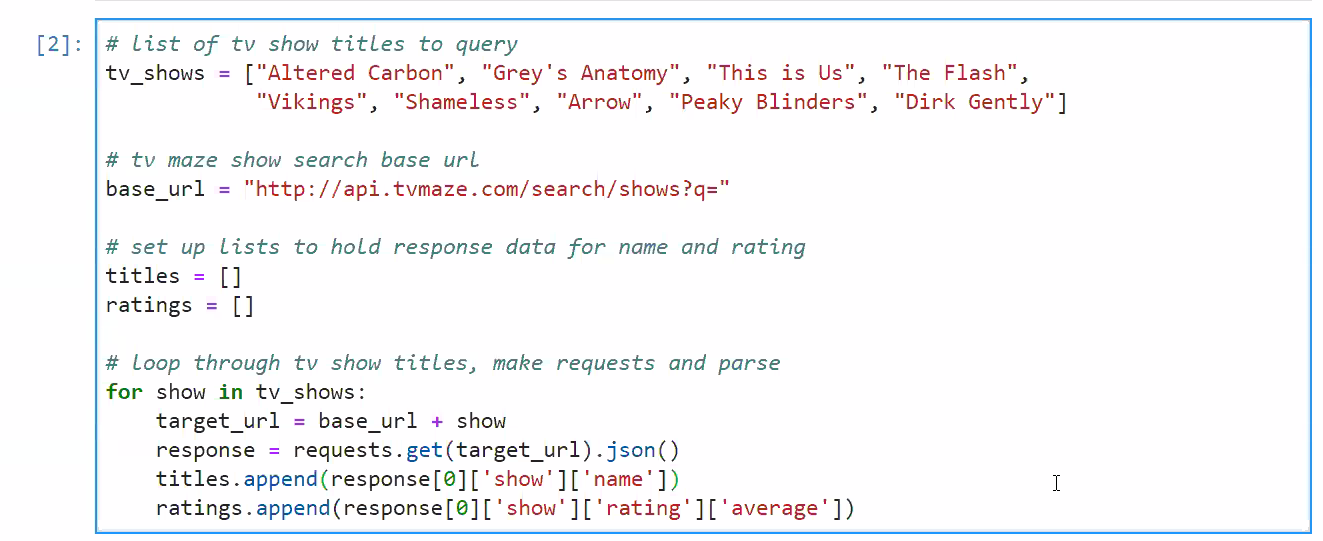 [2]: # list of tv show titles to query
tv_shows = ["Altered Carbon", "Grey's Anatomy", "This is Us", "The Flash",
            "Vikings", "Shameless", "Arrow", "Peaky Blinders", "Dirk Gently"]

# tv maze show search base url
base_url = "http://api.tvmaze.com/search/shows?q="

# set up lists to hold response data for name and rating
titles = []
ratings = []

# loop through tv show titles, make requests and parse
for show in tv_shows:
    target_url = base_url + show
    response = requests.get(target_url).json()
    titles.append(response[0]['show']['name'])
    ratings.append(response[0]['show']['rating']['average'])